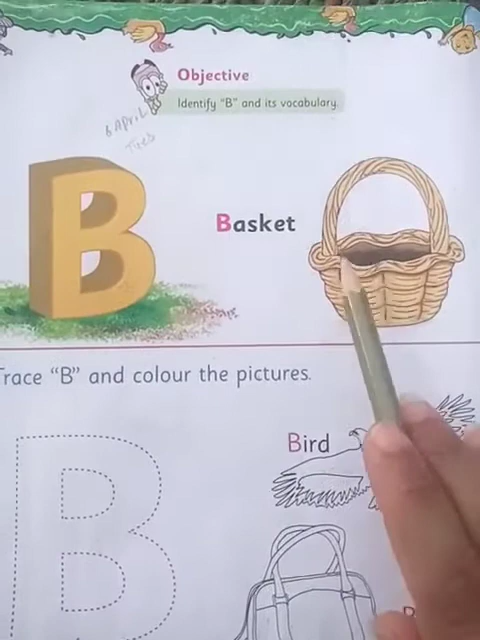 Objective
Identify "B" and its vocabulary.
6 April
B
Basket
Trace "B" and colour the pictures.
B
Bird